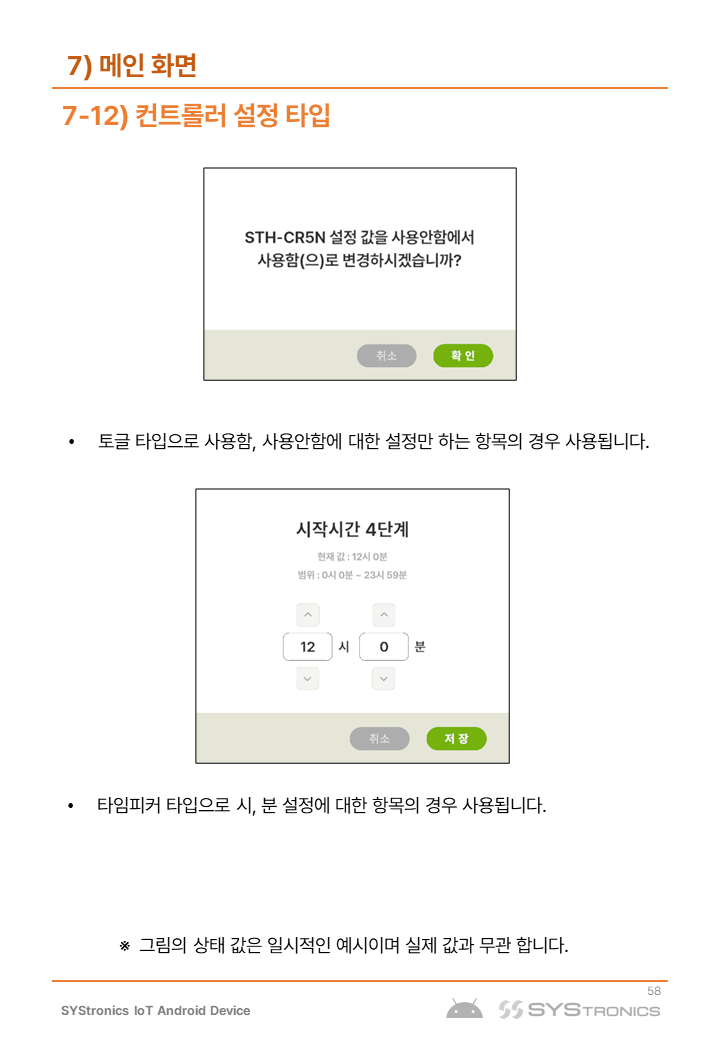 7) 메인 화면
7-12) 컨트롤러 설정 타입
STH-CR5N 설정 값을 사용안함에서
사용함(으)로 변경하시겠습니까?
취소 확 인
• 토글 타입으로 사용함, 사용안함에 대한 설정만 하는 항목의 경우 사용됩니다.
시작시간 4단계
현재 값 : 12시 0분
범위 : 0시 0분 ~ 23시 59분
12 시 0 분
취소 저 장
• 타임피커 타입으로 시, 분 설정에 대한 항목의 경우 사용됩니다.
※ 그림의 상태 값은 일시적인 예시이며 실제 값과 무관 합니다.
58
SYStronics IoT Android Device
SYSTRONICS